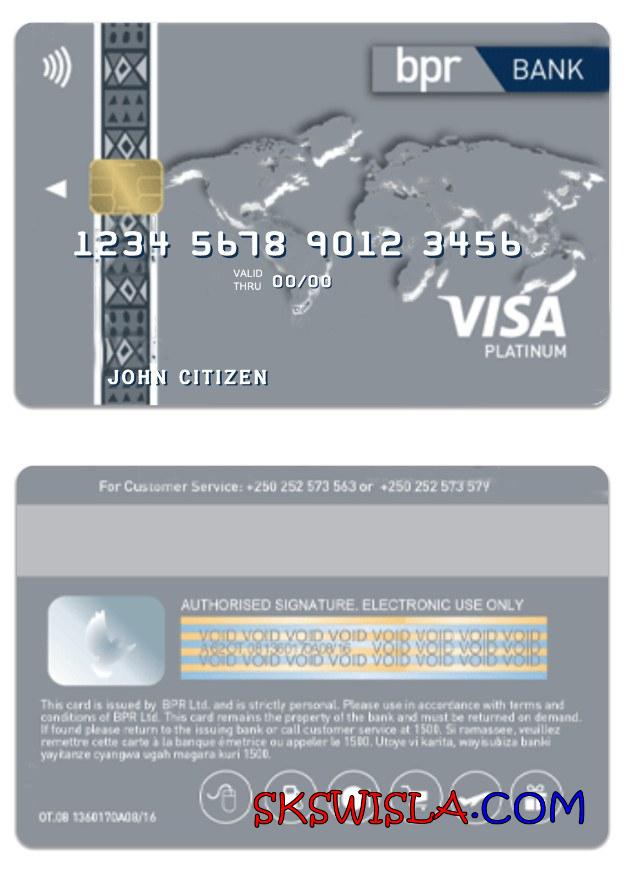 bpr BANK
1234 5678 9012 3456
VALID THRU 00/00
VISA
PLATINUM
JOHN CITIZEN
For Customer Service: +250 252 573 563 or +250 252 573 579
AUTHORISED SIGNATURE. ELECTRONIC USE ONLY
VOID VOID VOID VOID VOID VOID VOID VOID
VOID VOID VOID VOID VOID VOID VOID VOID
This card is issued by BPR Ltd. and is strictly personal. Please use in accordance with terms and
conditions of BPR Ltd. This card remains the property of the bank and must be returned on demand.
If found please return to the issuing bank or call customer service at 1500. Si ramassee, veuillez
remettre cette carte à la banque émetrice ou appeler le 1500. Utoye vi karita, wayisubiza banki
yayitanze cyangwa ugah magara kuri 1500.
SKSWISLA.COM
OT.08 1360170A08/16